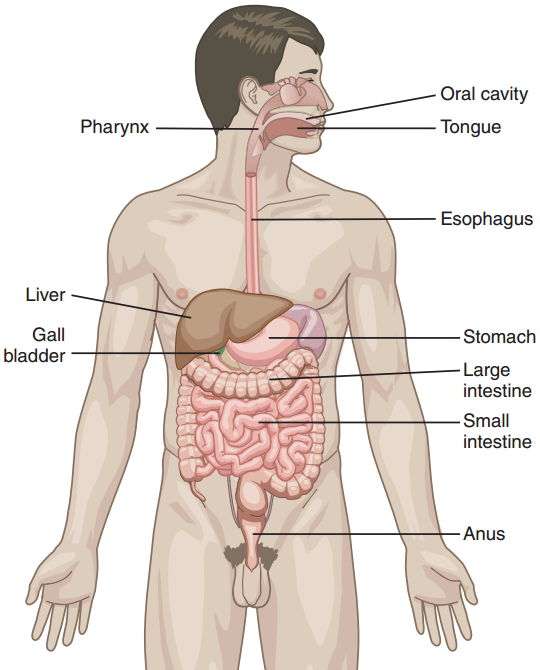 Oral cavity
Pharynx
Tongue
Esophagus
Liver
Gall
bladder
Stomach
Large
intestine
Small
intestine
Anus